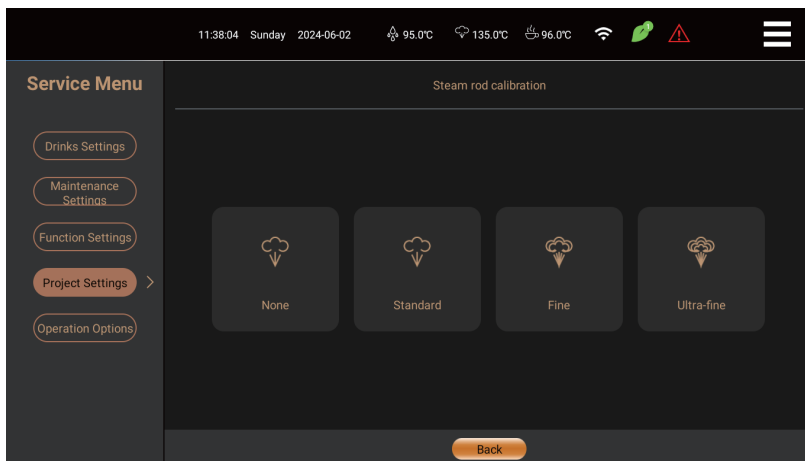 11:38:04 Sunday 2024-06-02 95.0℃ 135.0℃ 96.0℃ 1
Service Menu
Steam rod calibration
Drinks Settings
Maintenance
Settings
Function Settings
Project Settings
Operation Options
None Standard Fine Ultra-fine
Back